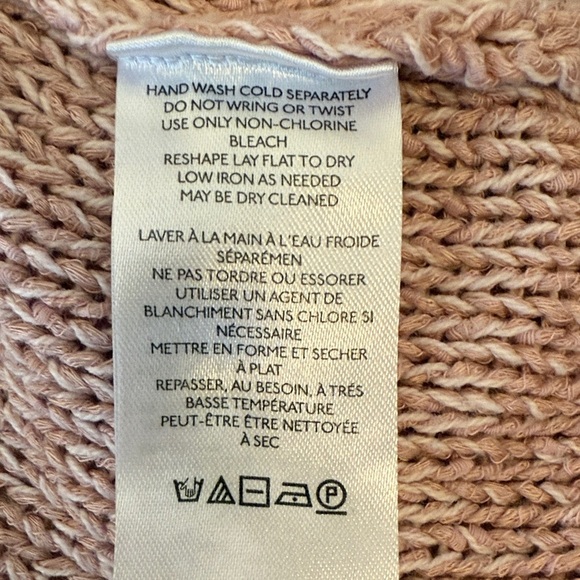 HAND WASH COLD SEPARATELY
DO NOT WRING OR TWIST
USE ONLY NON-CHLORINE
BLEACH
RESHAPE LAY FLAT TO DRY
LOW IRON AS NEEDED
MAY BE DRY CLEANED
LAVER À LA MAIN À L'EAU FROIDE
SÉPARÉMEN
NE PAS TORDRE OU ESSORER
UTILISER UN AGENT DE
BLANCHIMENT SANS CHLORE SI
NÉCESSAIRE
METTRE EN FORME ET SECHER
À PLAT
REPASSER, AU BESOIN, À TRÉS
BASSE TEMPÉRATURE
PEUT-ÊTRE ÊTRE NETTOYÉE
À SEC
P